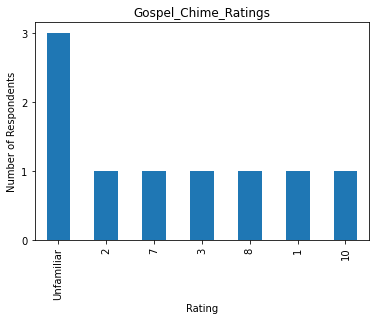 Gospel_Chime_Ratings
Number of Respondents
3
2
1
0
Unfamiliar
2
7
3
8
1
10
Rating